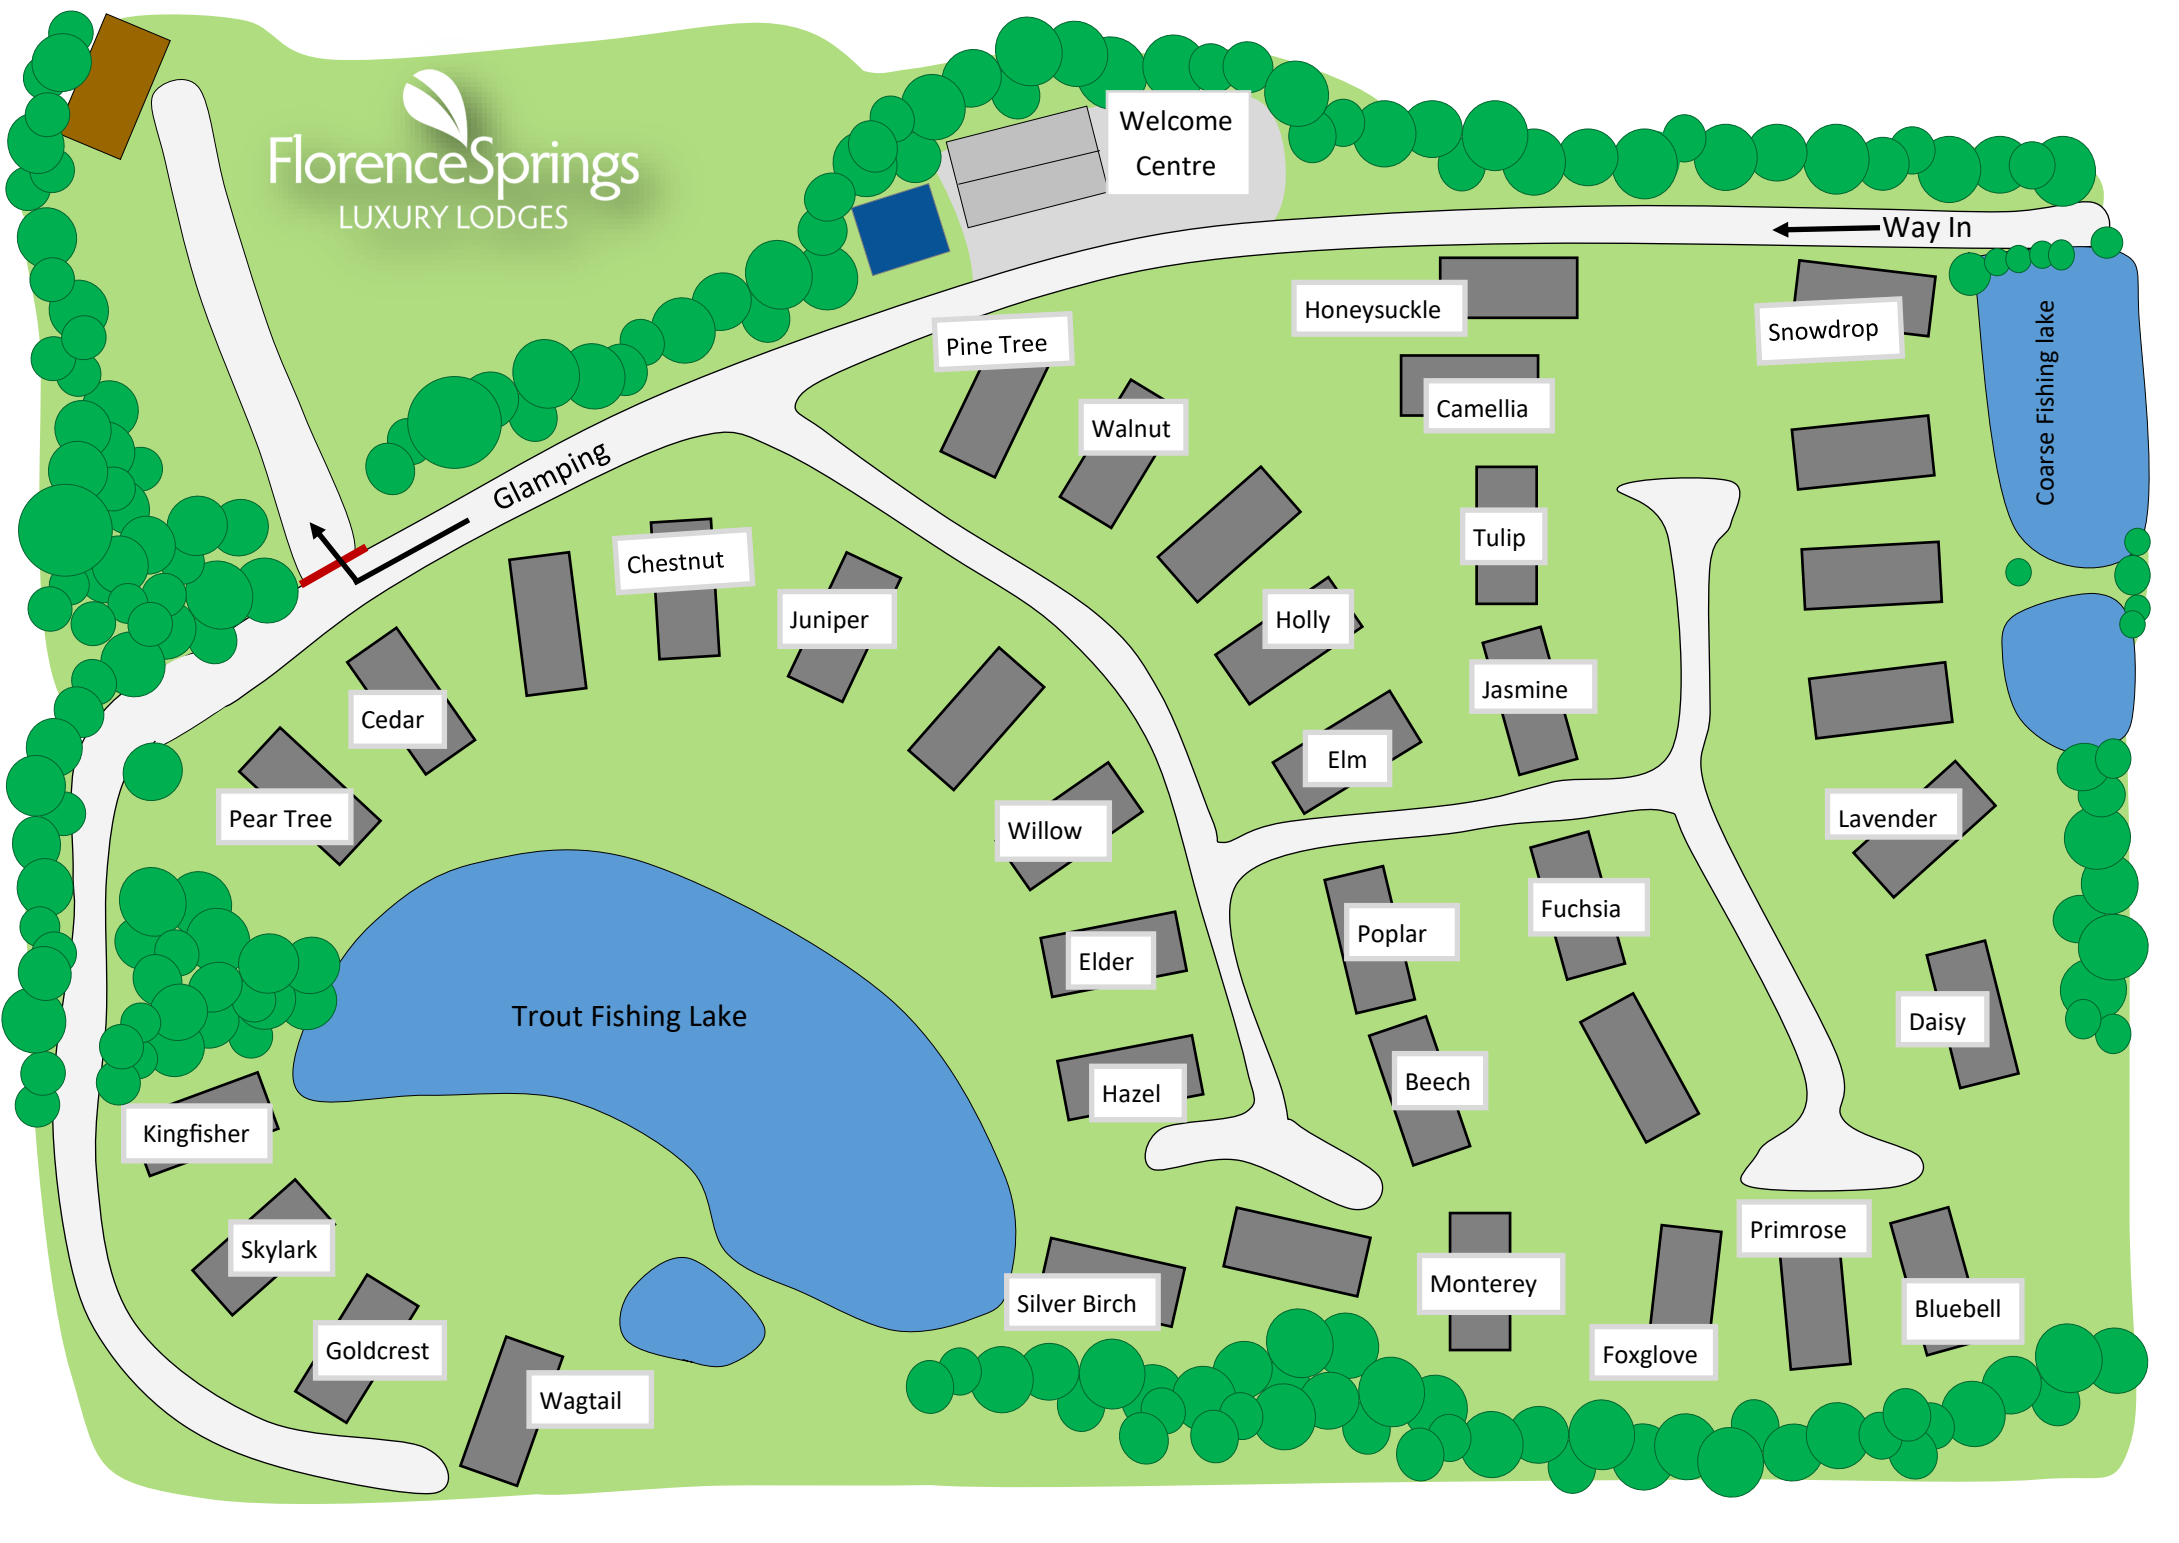 FlorenceSprings
LUXURY LODGES
Welcome
Centre
Way In
Honeysuckle
Snowdrop
Coarse Fishing lake
Pine Tree
Camellia
Walnut
Glamping
Tulip
Chestnut
Juniper
Holly
Jasmine
Cedar
Elm
Pear Tree
Willow
Lavender
Fuchsia
Poplar
Elder
Trout Fishing Lake
Daisy
Beech
Hazel
Kingfisher
Primrose
Skylark
Monterey
Silver Birch
Bluebell
Goldcrest
Foxglove
Wagtail